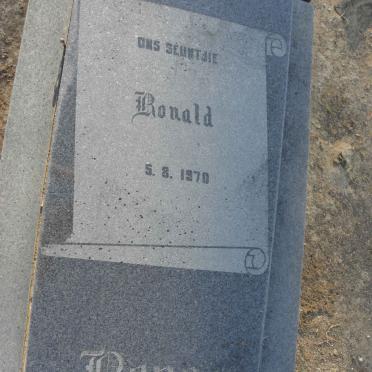 ONS SEUNTJIE
Ronald
5. 8. 1970